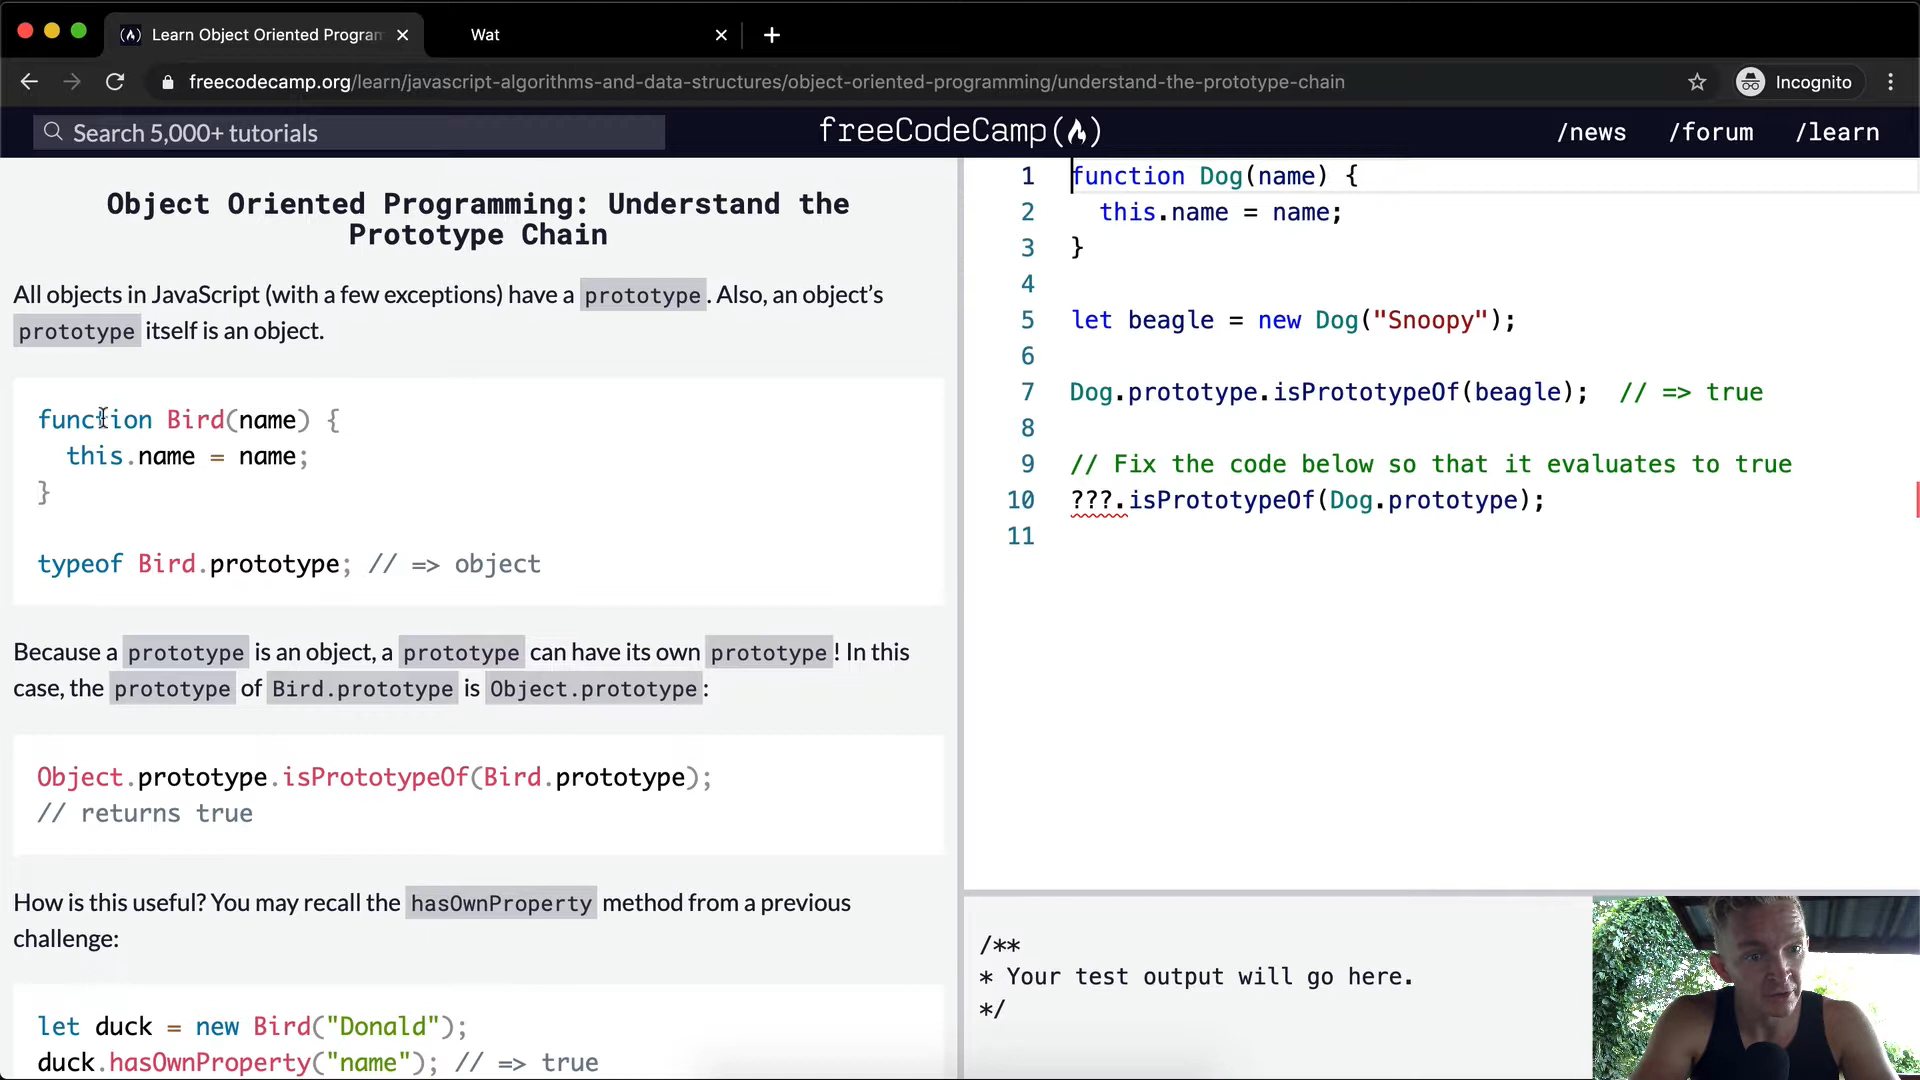 Learn Object Oriented Program
Wat
freecodecamp.org/learn/javascript-algorithms-and-data-structures/object-oriented-programming/understand-the-prototype-chain
Incognito
Search 5,000+ tutorials
freeCodeCamp
/news /forum /learn
Object Oriented Programming: Understand the
Prototype Chain
All objects in JavaScript (with a few exceptions) have a prototype. Also, an object's
prototype itself is an object.
function Bird(name) {
this.name = name;
}
typeof Bird.prototype; // => object
Because a prototype is an object, a prototype can have its own prototype! In this
case, the prototype of Bird.prototype is Object.prototype:
Object.prototype.isPrototypeOf(Bird.prototype);
// returns true
How is this useful? You may recall the hasOwnProperty method from a previous
challenge:
let duck = new Bird("Donald");
duck.hasOwnProperty("name"); // => true
1 function Dog(name) {
2 this.name = name;
3 }
4
5 let beagle = new Dog("Snoopy");
6
7 Dog.prototype.isPrototypeOf(beagle); // => true
8
9 // Fix the code below so that it evaluates to true
10 ???.isPrototypeOf(Dog.prototype);
11
/**
* Your test output will go here.
*/